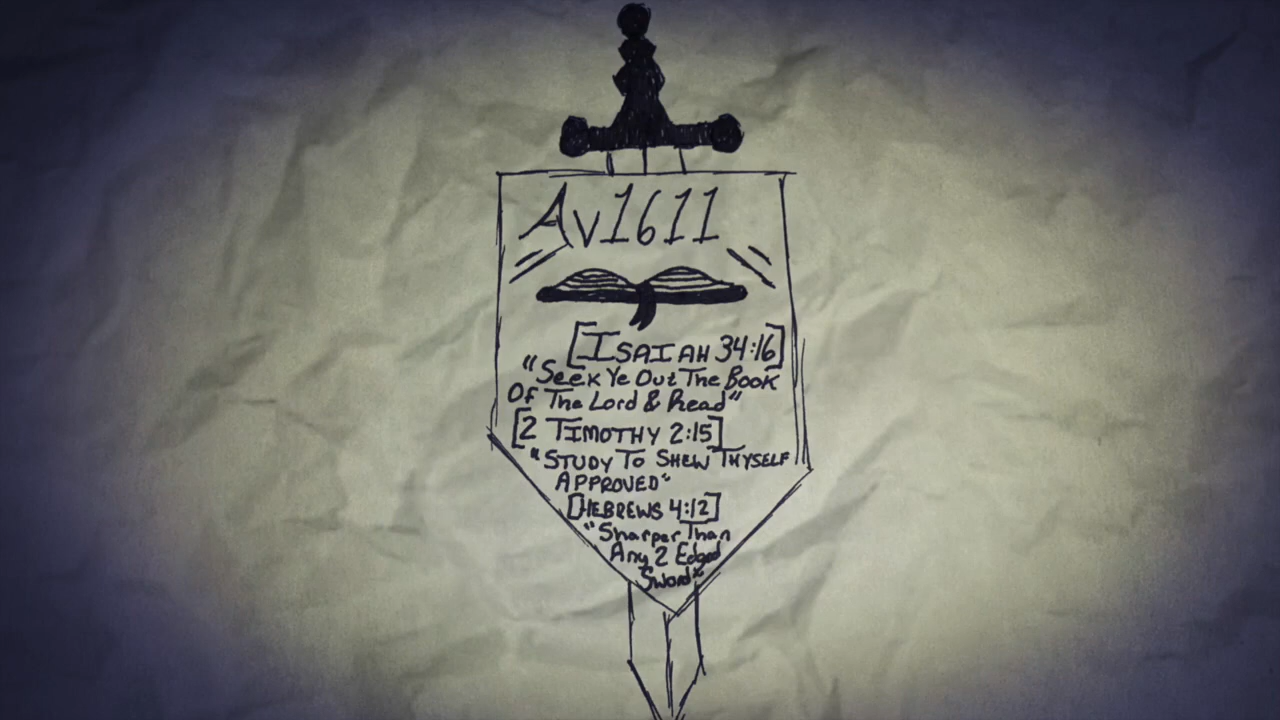 Av1611
[ISAIAH 34:16]
"Seek Ye Out The Book
Of The Lord & Read"
[2 TIMOTHY 2:15]
"STUDY TO SHEW THYSELF
APPROVED"
[HEBREWS 4:12]
"Sharper Than
Any 2 Edged
Sword"